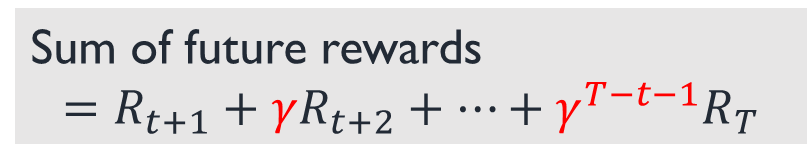 Sum of future rewards
= R_{t+1} + γR_{t+2} + ⋯ + γ^{T−t−1}R_T